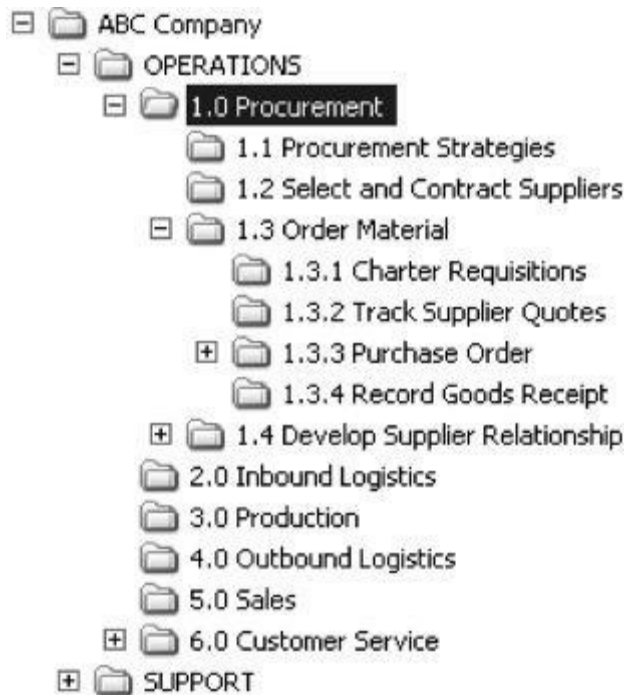 ABC Company
OPERATIONS
1.0 Procurement
1.1 Procurement Strategies
1.2 Select and Contract Suppliers
1.3 Order Material
1.3.1 Charter Requisitions
1.3.2 Track Supplier Quotes
1.3.3 Purchase Order
1.3.4 Record Goods Receipt
1.4 Develop Supplier Relationship
2.0 Inbound Logistics
3.0 Production
4.0 Outbound Logistics
5.0 Sales
6.0 Customer Service
SUPPORT